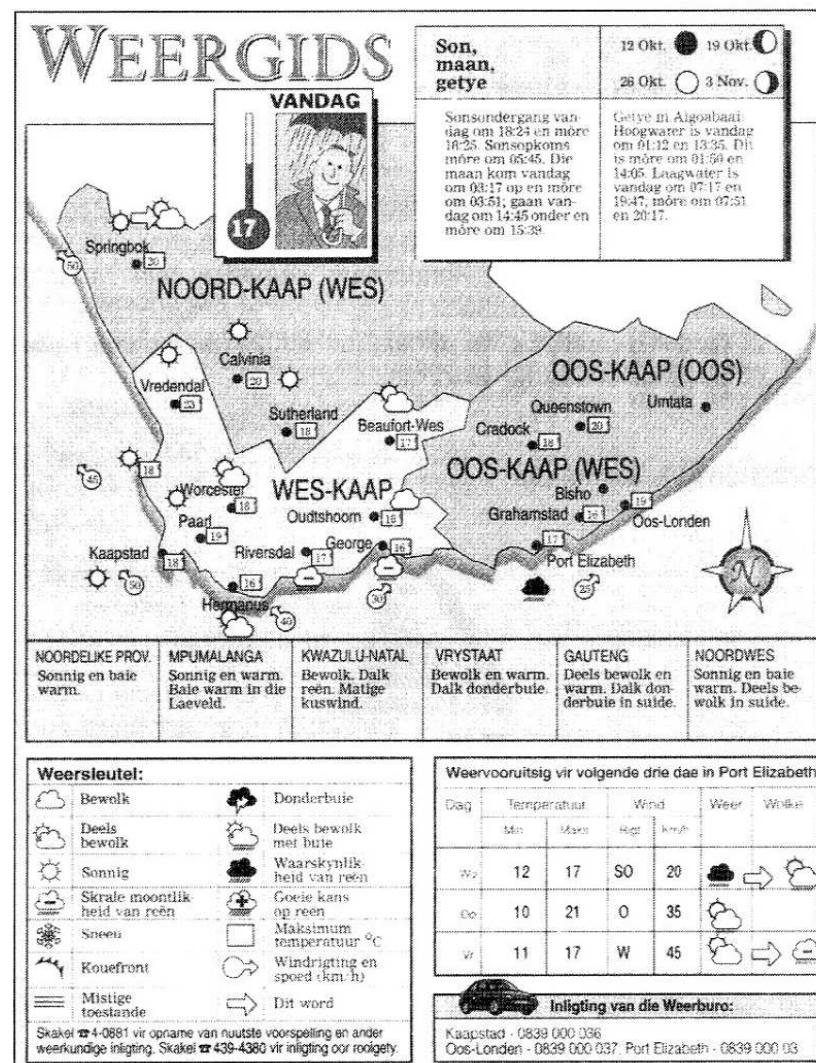 WEERGIDS
VANDAG
17
Son,
maan,
getye
12 Okt.
19 Okt.
26 Okt.
3 Nov.
Sonsondergang van-
dag om 18:24 en môre
18:25. Sonsopkoms
môre om 05:45. Die
maan kom vandag
om 03:17 op en môre
om 03:51; gaan van-
dag om 14:45 onder en
môre om 15:39.
Getye in Algoabaai:
Hoogwater is vandag
om 01:12 en 13:35. Dit
is môre om 01:50 en
14:05. Laagwater is
vandag om 07:17 en
19:47; môre om 07:51
en 20:17.
Springbok
20
50
NOORD-KAAP (WES)
Calvinia
20
Vredendal
23
Sutherland
18
Beaufort-Wes
17
OOS-KAAP (OOS)
Queenstown
20
Umtata
Cradock
18
OOS-KAAP (WES)
18
45
Worcester
18
WES-KAAP
Oudtshoorn
18
Bisho
Grahamstad
16
19
Oos-Londen
Paarl
19
Kaapstad
18
Riversdal
17
George
16
17
Port Elizabeth
50
16
Hermanus
40
30
25
N
NOORDELIKE PROV.
Sonnig en baie
warm.
MPUMALANGA
Sonnig en warm.
Baie warm in die
Laeveld.
KWAZULU-NATAL
Bewolk. Dalk
reën. Matige
kuswind.
VRYSTAAT
Bewolk en warm.
Dalk donderbuie.
GAUTENG
Deels bewolk en
warm. Dalk don-
derbuie in suide.
NOORDWES
Sonnig en baie
warm. Deels be-
wolk in suide.
Weersleutel:
Bewolk
Donderbuie
Deels
bewolk
Deels bewolk
met buie
Sonnig
Waarskynlik-
heid van reën
Skrale moontlik-
heid van reën
Goeie kans
op reën
Sneeu
Maksimum
temperatuur °C
Kouefront
Windrigting en
spoed (km/h)
Mistige
toestande
Dit word
Skakel ☎4-0881 vir opname van nuutste voorspelling en ander
weerkundige inligting. Skakel ☎439-4380 vir inligting oor rooigety.
Weervooruitsig vir volgende drie dae in Port Elizabeth
Dag Temperatuur Wind Weer Wolke
Min Maks Rigt km/h
Wo 12 17 SO 20
Do 10 21 O 35
Vr 11 17 W 45
Inligting van die Weerburo:
Kaapstad - 0839 000 036
Oos-Londen - 0839 000 037, Port Elizabeth - 0839 000 03